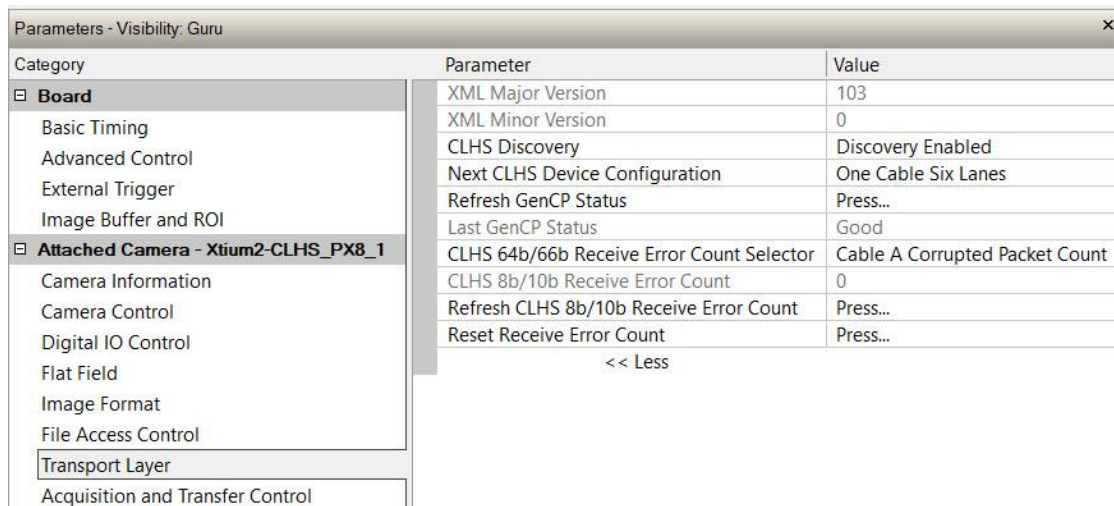 Parameters - Visibility: Guru
×
Category
Board
Basic Timing
Advanced Control
External Trigger
Image Buffer and ROI
Attached Camera - Xtium2-CLHS_PX8_1
Camera Information
Camera Control
Digital IO Control
Flat Field
Image Format
File Access Control
Transport Layer
Acquisition and Transfer Control
Parameter Value
XML Major Version 103
XML Minor Version 0
CLHS Discovery Discovery Enabled
Next CLHS Device Configuration One Cable Six Lanes
Refresh GenCP Status Press...
Last GenCP Status Good
CLHS 64b/66b Receive Error Count Selector Cable A Corrupted Packet Count
CLHS 8b/10b Receive Error Count 0
Refresh CLHS 8b/10b Receive Error Count Press...
Reset Receive Error Count Press...
<< Less